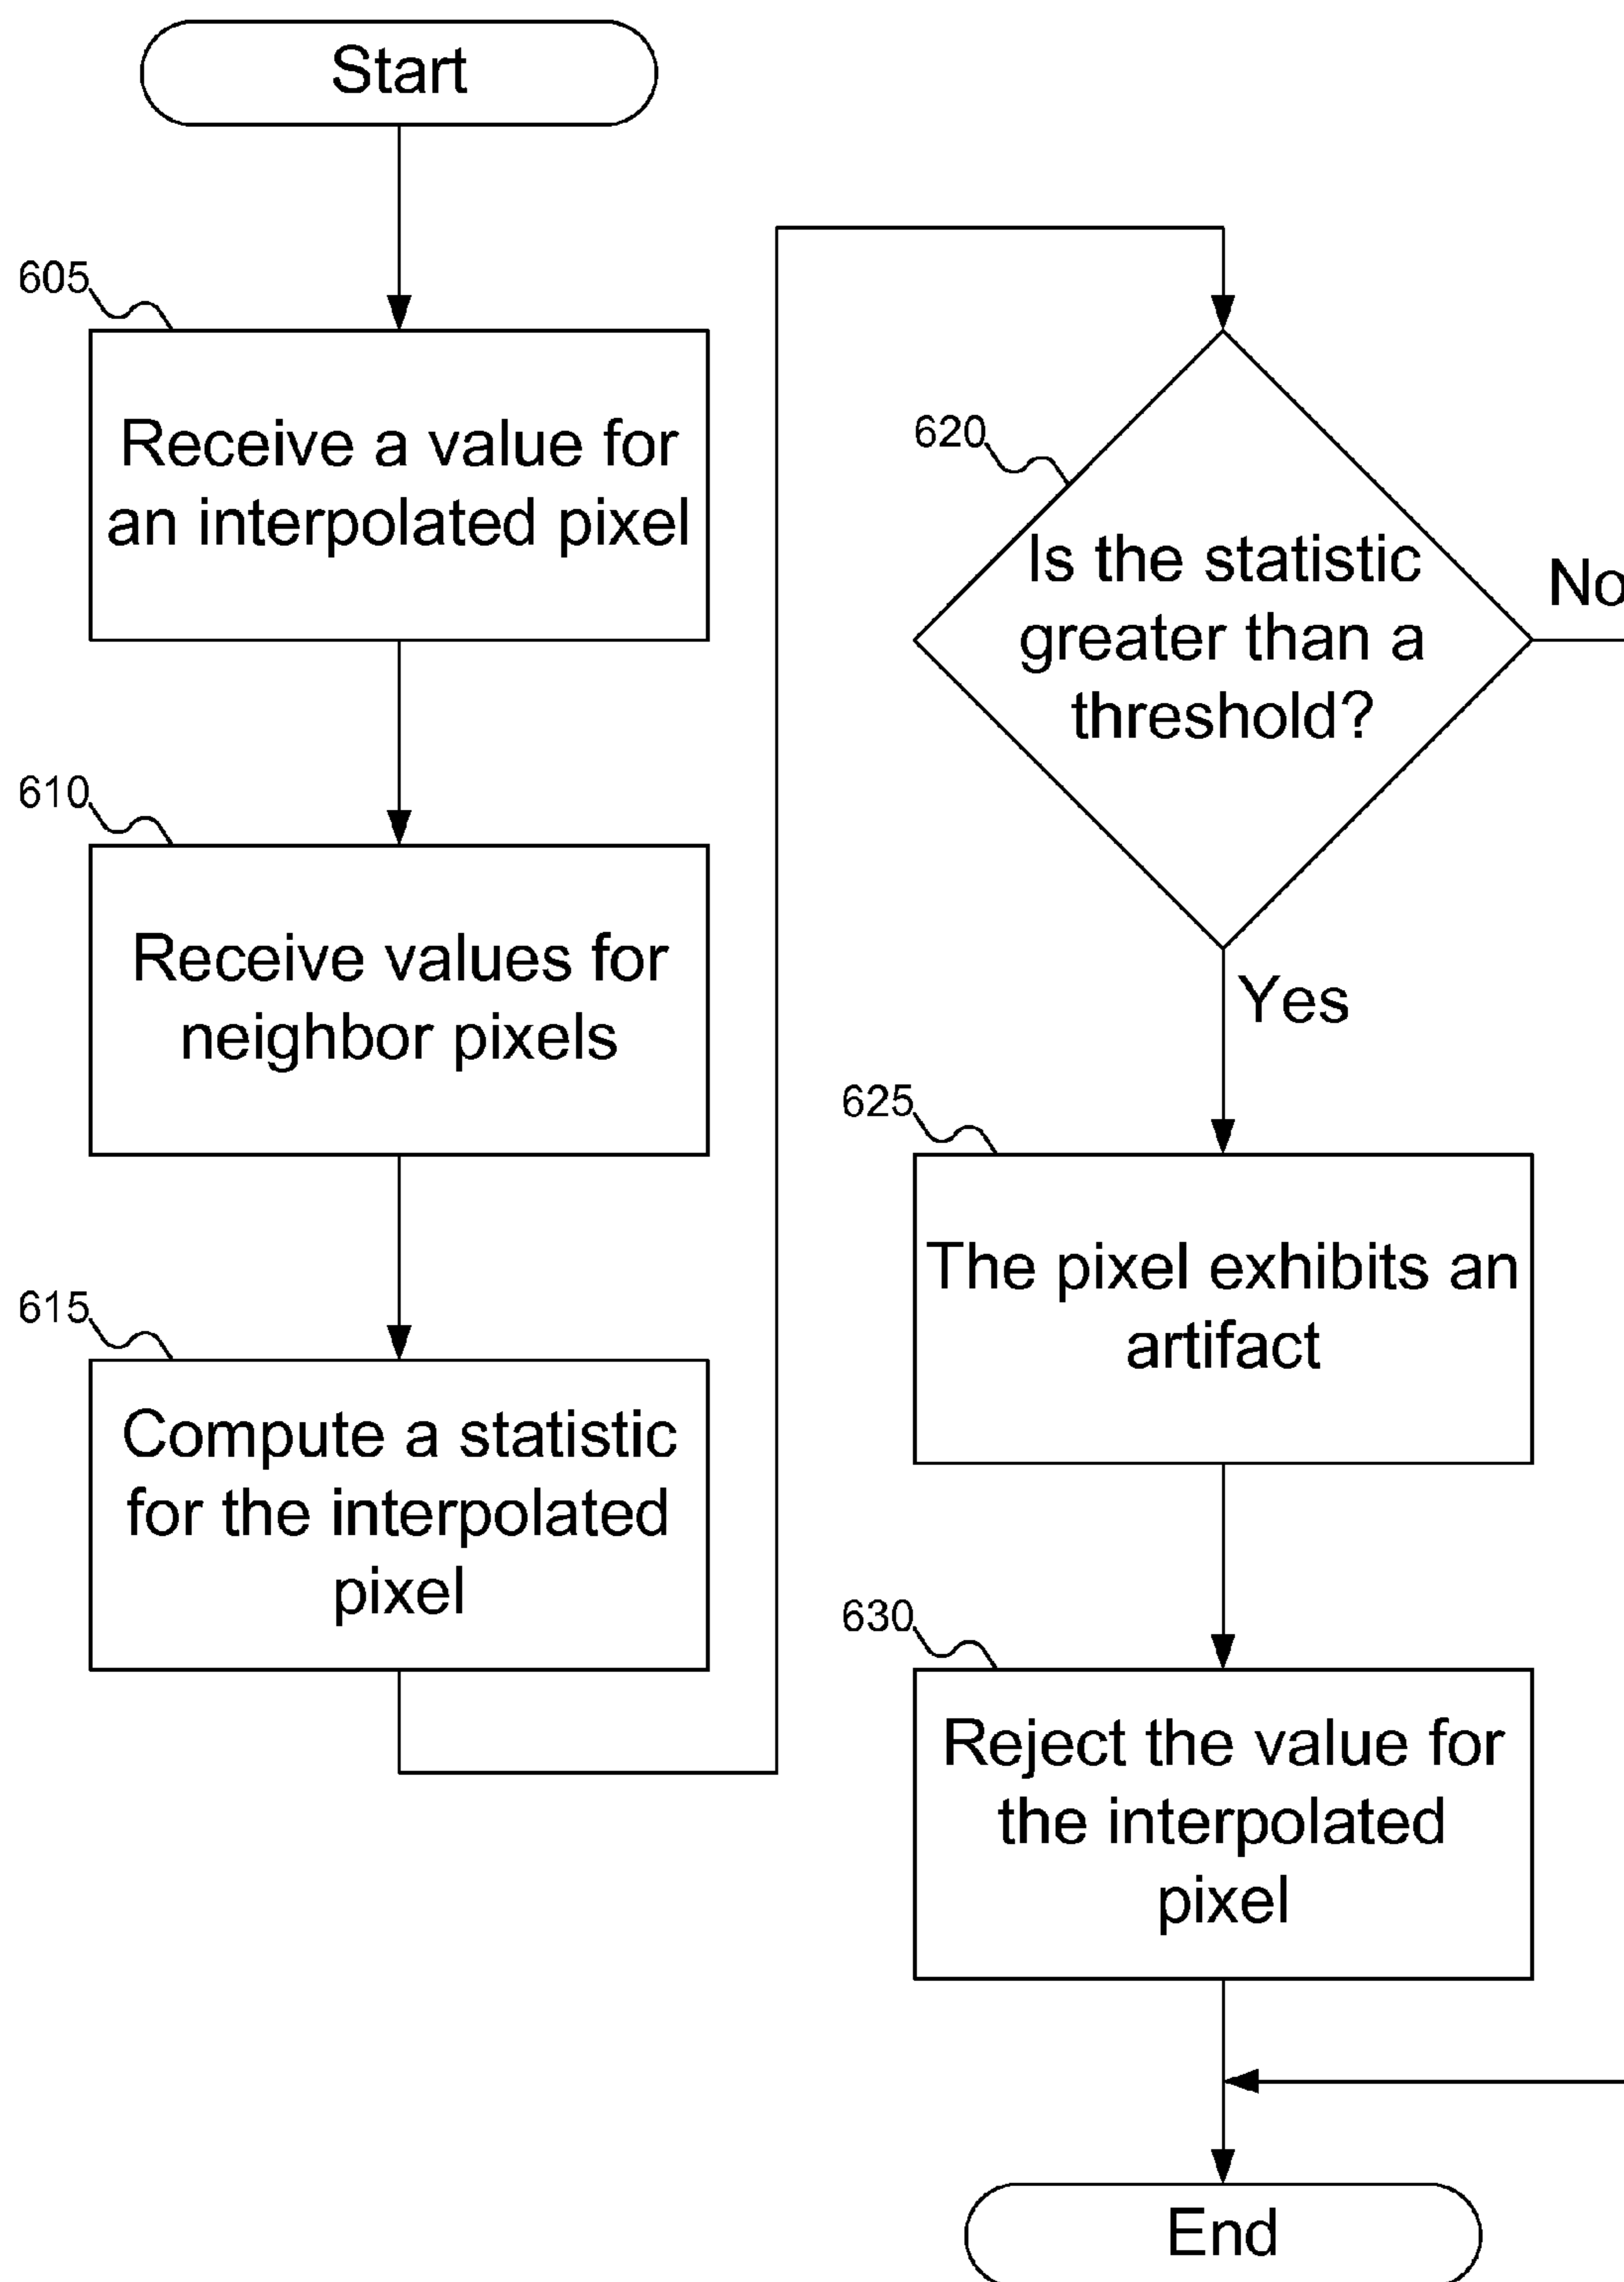 Start
605
Receive a value for
an interpolated pixel
610
Receive values for
neighbor pixels
615
Compute a statistic
for the interpolated
pixel
620
Is the statistic
greater than a
threshold?
No
Yes
625
The pixel exhibits an
artifact
630
Reject the value for
the interpolated
pixel
End